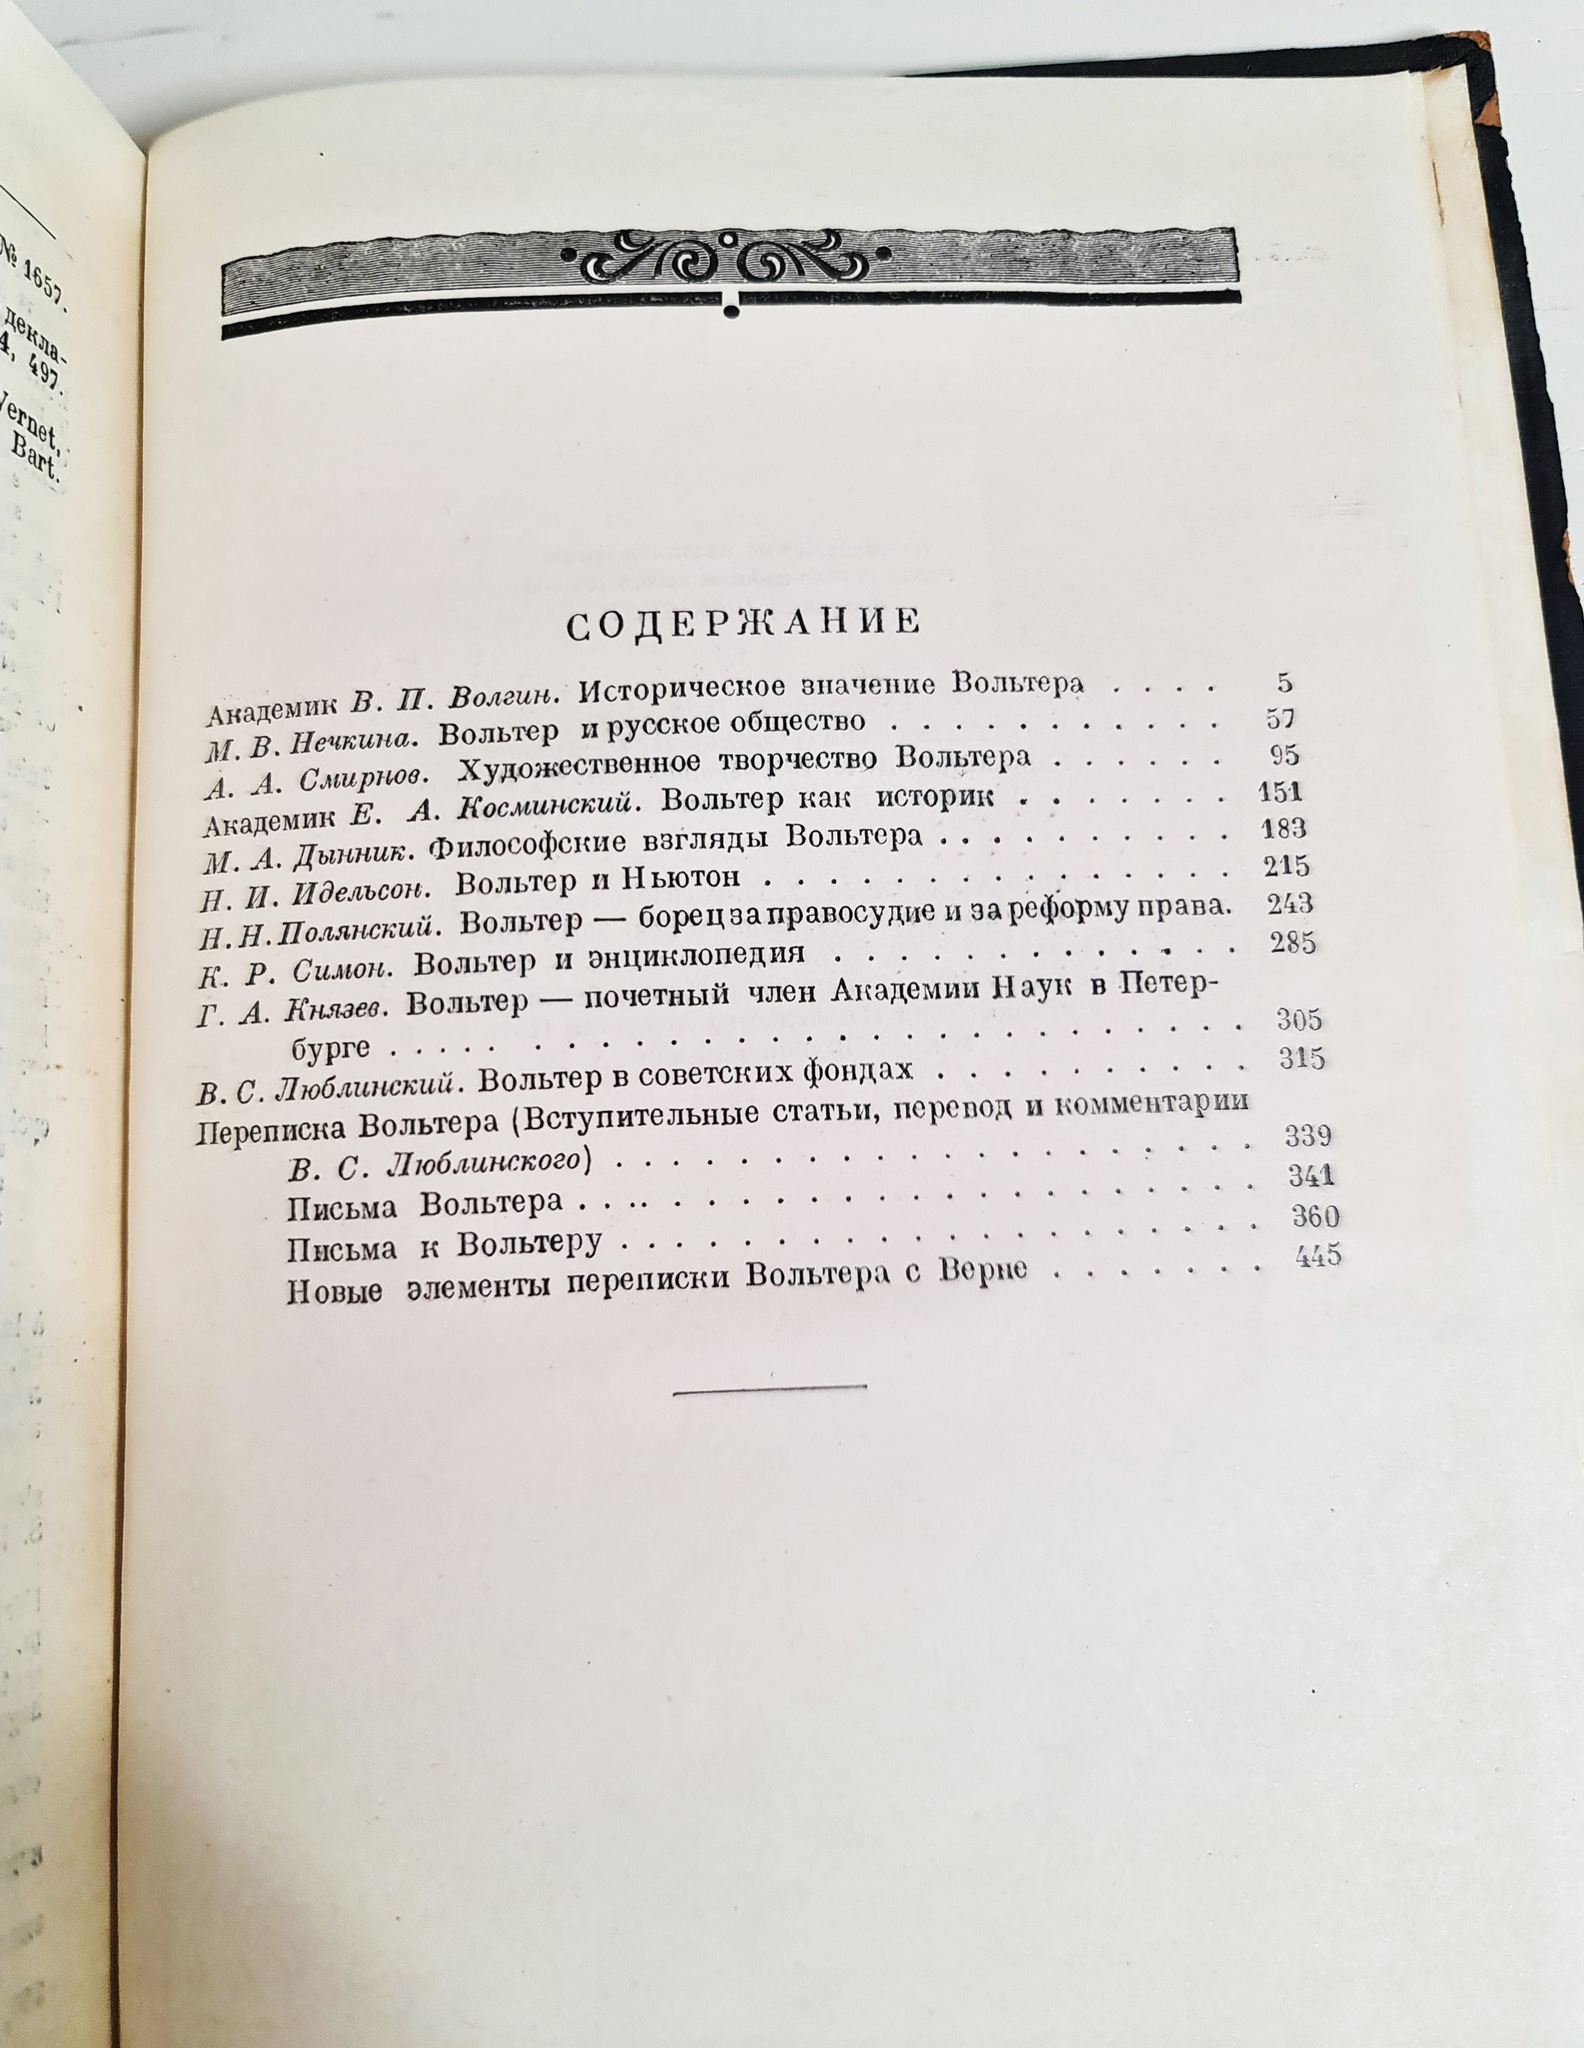 № 1657.
декла-
4, 497.
Vernet,
Bart.
СОДЕРЖАНИЕ
Академик В. П. Волгин. Историческое значение Вольтера . . . . 5
М. В. Нечкина. Вольтер и русское общество . . . . . . . . . . . 57
А. А. Смирнов. Художественное творчество Вольтера . . . . . . 95
Академик Е. А. Косминский. Вольтер как историк . . . . . . . 151
М. А. Дынник. Философские взгляды Вольтера . . . . . . . . . 183
Н. И. Идельсон. Вольтер и Ньютон . . . . . . . . . . . . . . . 215
Н. Н. Полянский. Вольтер — борец за правосудие и за реформу права. 243
К. Р. Симон. Вольтер и энциклопедия . . . . . . . . . . . . . 285
Г. А. Князев. Вольтер — почетный член Академии Наук в Петер-
бурге . . . . . . . . . . . . . . . . . . . . . . . . 305
В. С. Люблинский. Вольтер в советских фондах . . . . . . . . . . 315
Переписка Вольтера (Вступительные статьи, перевод и комментарии
В. С. Люблинского) . . . . . . . . . . . . . . . . . . . 339
Письма Вольтера . . . . . . . . . . . . . . . . . . . . . 341
Письма к Вольтеру . . . . . . . . . . . . . . . . . . . 360
Новые элементы переписки Вольтера с Верне . . . . . . . 445